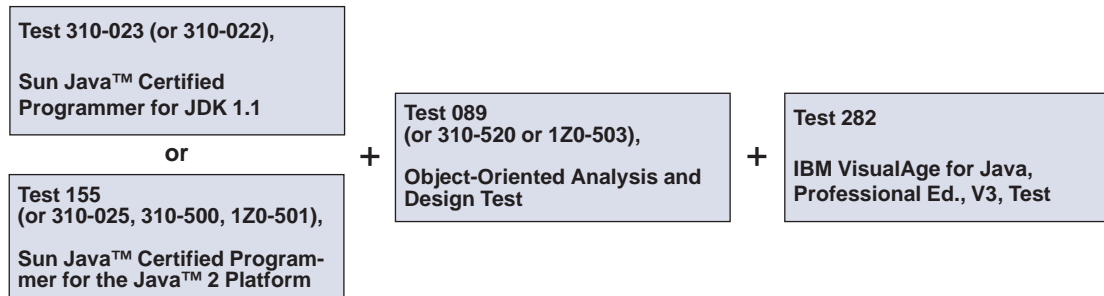 Test 310-023 (or 310-022),
Sun Java™ Certified
Programmer for JDK 1.1
or
Test 155
(or 310-025, 310-500, 1Z0-501),
Sun Java™ Certified Program-
mer for the Java™ 2 Platform
+
Test 089
(or 310-520 or 1Z0-503),
Object-Oriented Analysis and
Design Test
+
Test 282
IBM VisualAge for Java,
Professional Ed., V3, Test